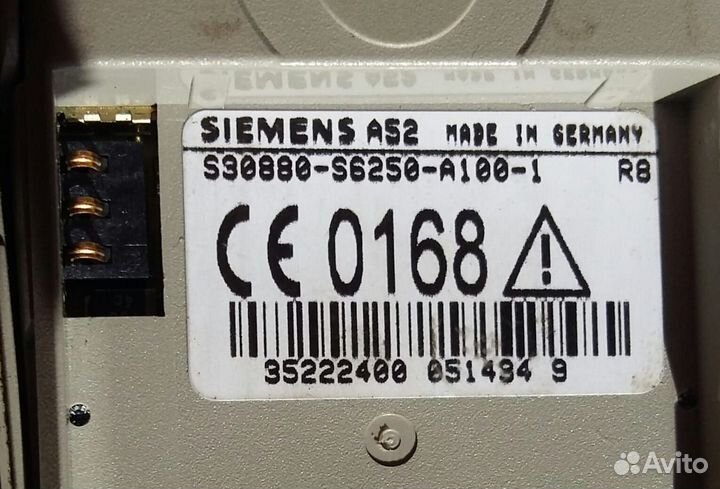 SIEMENS A52 MADE IN GERMANY
S30880-S6250-A100-1 R8
CE 0168
35222400 051494 9
Avito